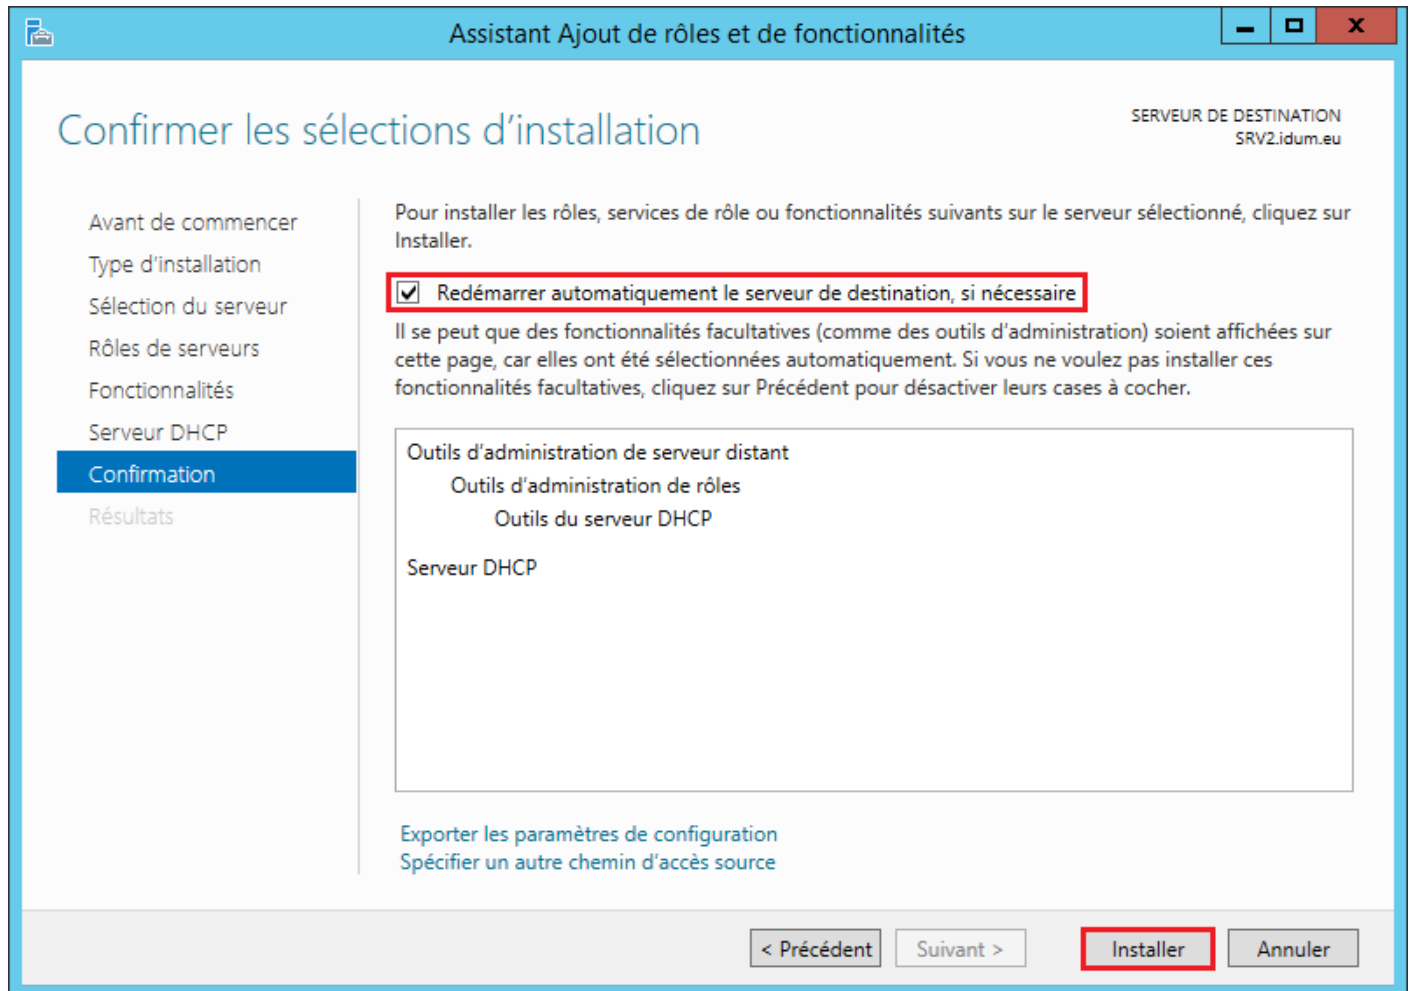 Assistant Ajout de rôles et de fonctionnalités
Confirmer les sélections d'installation
SERVEUR DE DESTINATION
SRV2.idum.eu
Avant de commencer
Type d'installation
Sélection du serveur
Rôles de serveurs
Fonctionnalités
Serveur DHCP
Confirmation
Résultats
Pour installer les rôles, services de rôle ou fonctionnalités suivants sur le serveur sélectionné, cliquez sur
Installer.
Redémarrer automatiquement le serveur de destination, si nécessaire
Il se peut que des fonctionnalités facultatives (comme des outils d'administration) soient affichées sur
cette page, car elles ont été sélectionnées automatiquement. Si vous ne voulez pas installer ces
fonctionnalités facultatives, cliquez sur Précédent pour désactiver leurs cases à cocher.
Outils d'administration de serveur distant
Outils d'administration de rôles
Outils du serveur DHCP
Serveur DHCP
Exporter les paramètres de configuration
Spécifier un autre chemin d'accès source
< Précédent
Suivant >
Installer
Annuler